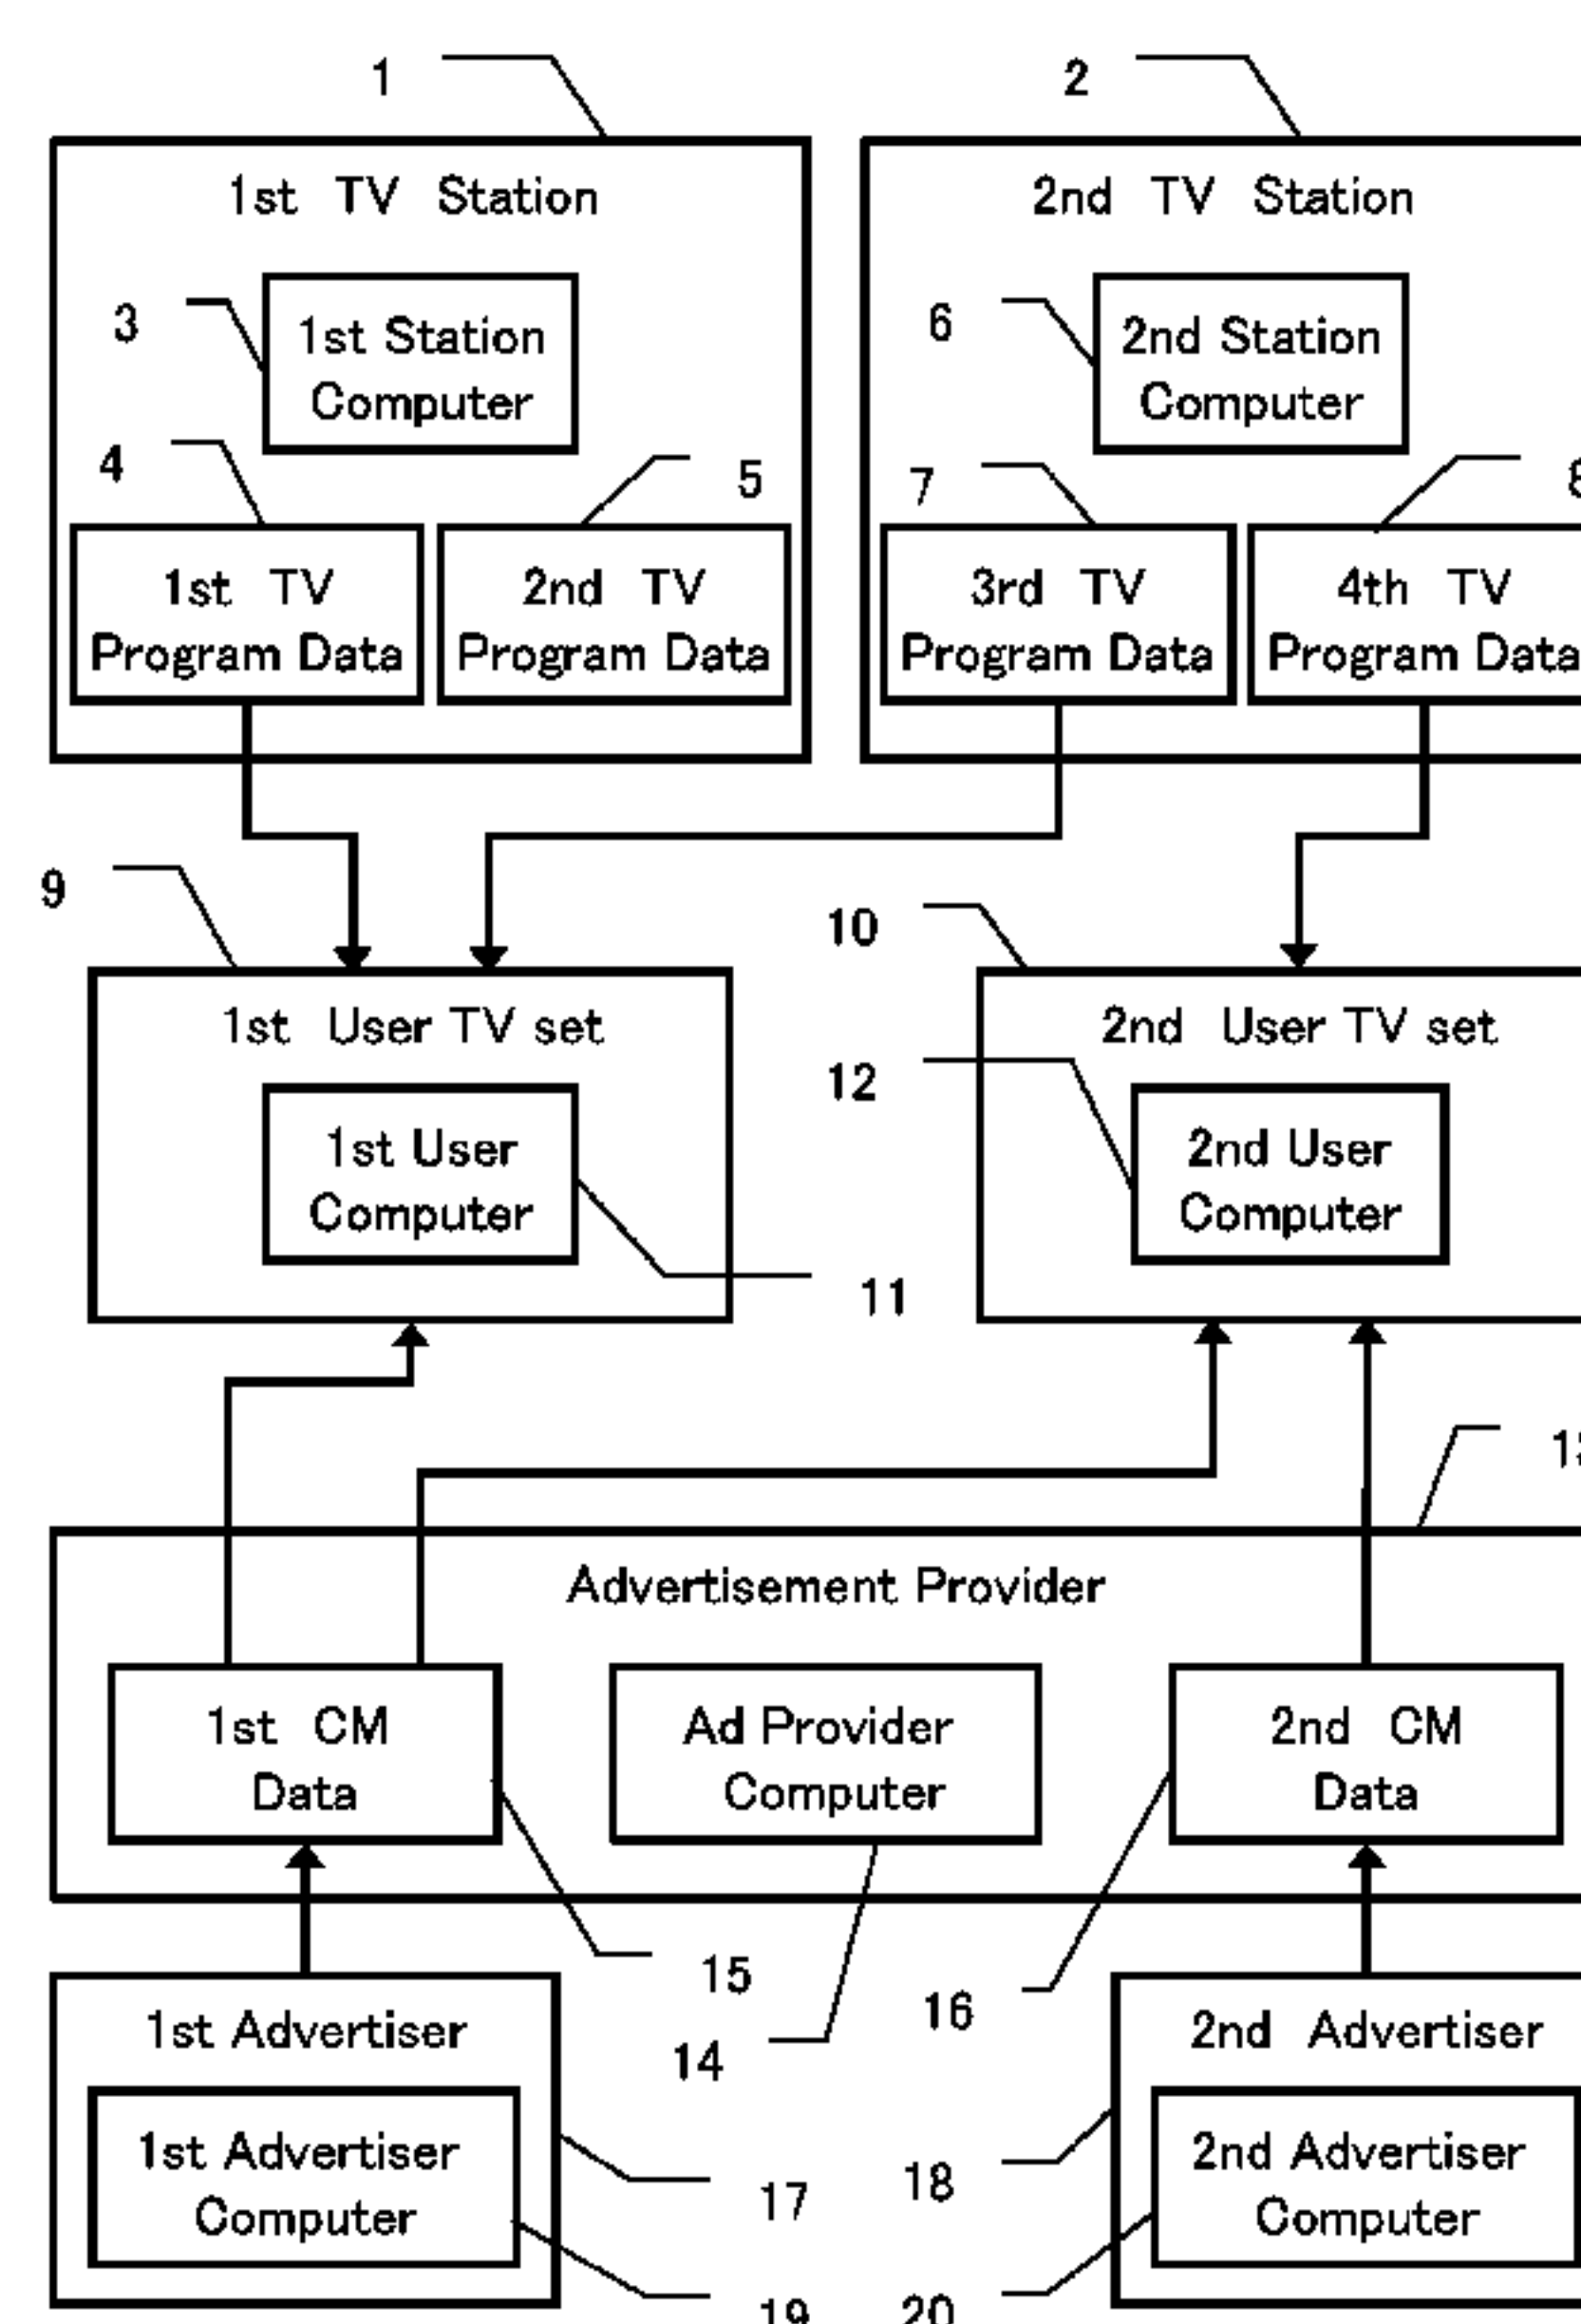 1
2
1st TV Station
2nd TV Station
3
1st Station
Computer
6
2nd Station
Computer
4
5
7
1st TV
Program Data
2nd TV
Program Data
3rd TV
Program Data
4th TV
Program Data
9
10
1st User TV set
2nd User TV set
12
1st User
Computer
2nd User
Computer
11
Advertisement Provider
1st CM
Data
Ad Provider
Computer
2nd CM
Data
15
16
14
1st Advertiser
2nd Advertiser
1st Advertiser
Computer
2nd Advertiser
Computer
17
18
19
20